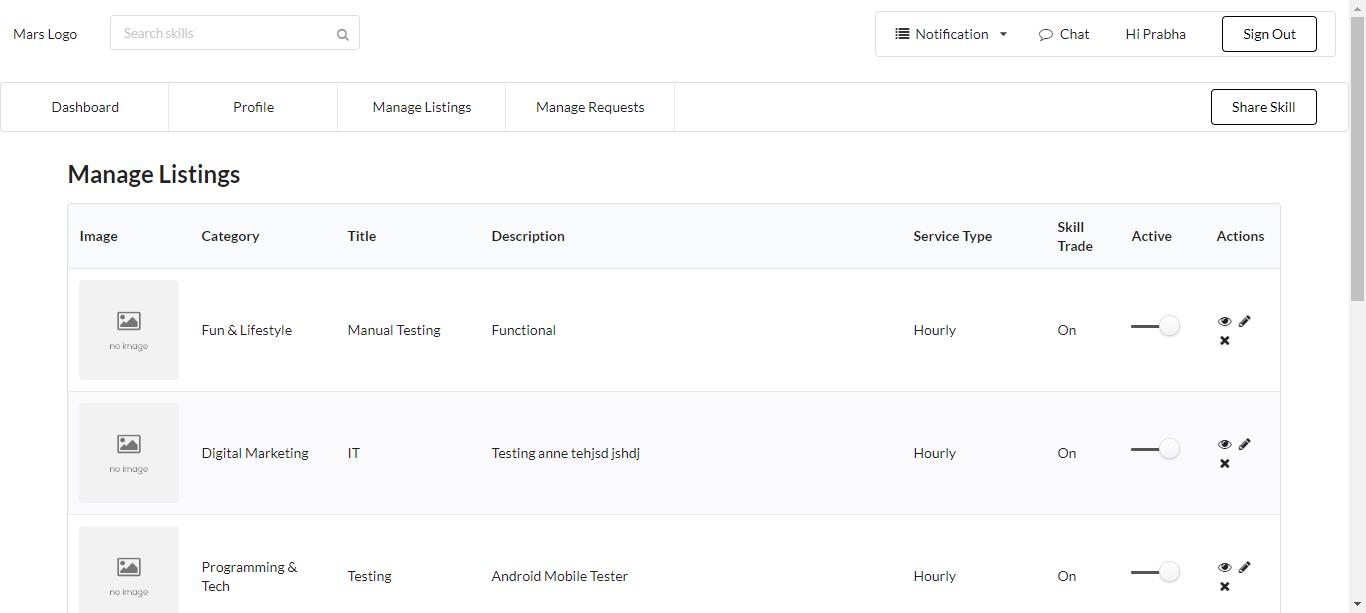 Mars Logo
Search skills
Notification
Chat
Hi Prabha
Sign Out
Dashboard
Profile
Manage Listings
Manage Requests
Share Skill
Manage Listings
Image
Category
Title
Description
Service Type
Skill
Trade
Active
Actions
no image
Fun & Lifestyle
Manual Testing
Functional
Hourly
On
no image
Digital Marketing
IT
Testing anne tehjsd jshdj
Hourly
On
no image
Programming &
Tech
Testing
Android Mobile Tester
Hourly
On